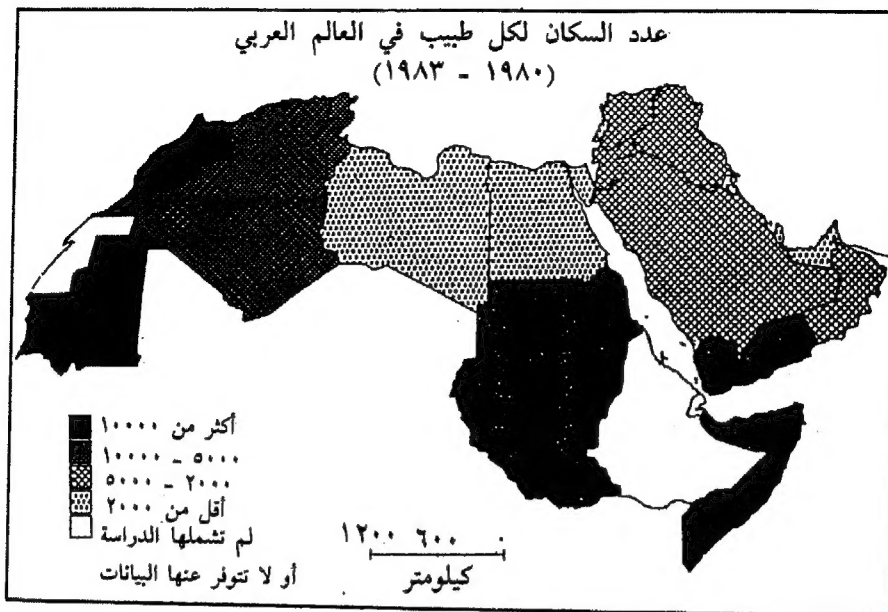 عدد السكان لكل طبيب في العالم العربي
(١٩٨٠ - ١٩٨٣)
أكثر من ١٠٠٠٠
٥٠٠٠ - ١٠٠٠٠
٢٠٠٠ - ٥٠٠٠
أقل من ٢٠٠٠
لم تشملها الدراسة
أو لا تتوفر عنها البيانات
٠ ٦٠٠ ١٢٠٠
كيلومتر